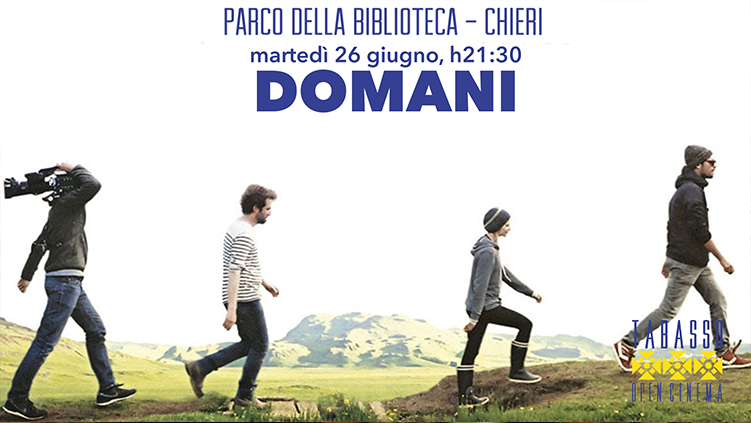 PARCO DELLA BIBLIOTECA – CHIERI
martedì 26 giugno, h21:30
DOMANI
TABASSO
OPEN CINEMA